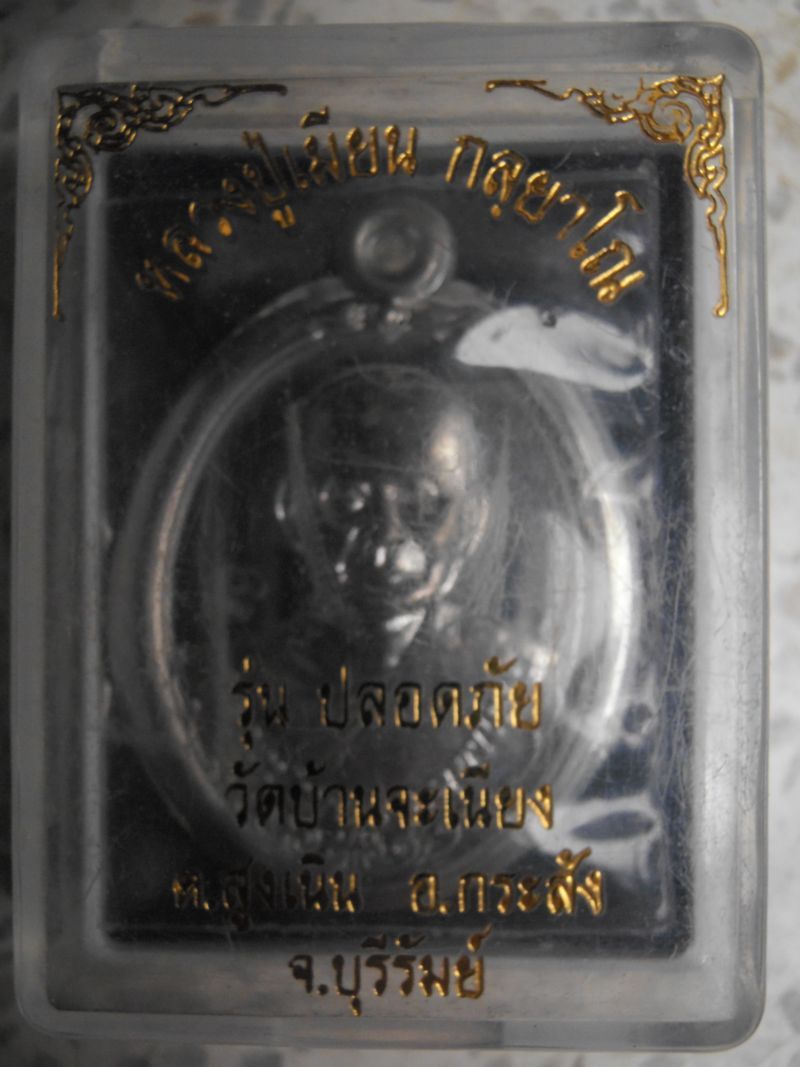 หลวงปู่เมียน กลฺยาโณ
รุ่น ปลอดภัย
วัดบ้านจะเนียง
ต.สูงเนิน อ.กระสัง
จ.บุรีรัมย์